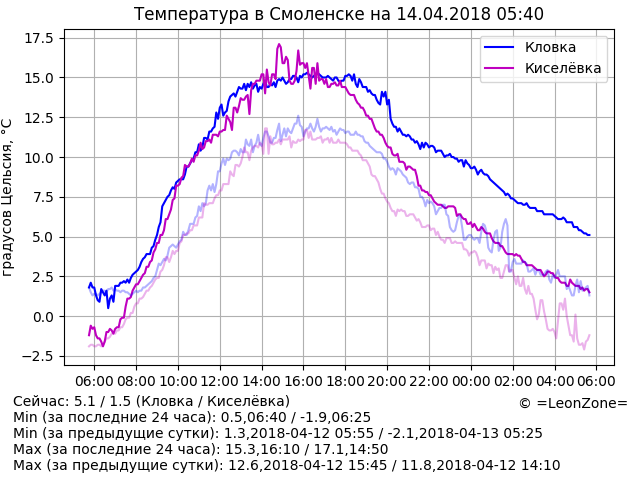 Температура в Смоленске на 14.04.2018 05:40
17.5
15.0
12.5
10.0
7.5
5.0
2.5
0.0
−2.5
градусов Цельсия, °C
Кловка
Киселёвка
06:00 08:00 10:00 12:00 14:00 16:00 18:00 20:00 22:00 00:00 02:00 04:00 06:00
Сейчас: 5.1 / 1.5 (Кловка / Киселёвка)
© =LeonZone=
Min (за последние 24 часа): 0.5,06:40 / -1.9,06:25
Min (за предыдущие сутки): 1.3,2018-04-12 05:55 / -2.1,2018-04-13 05:25
Max (за последние 24 часа): 15.3,16:10 / 17.1,14:50
Max (за предыдущие сутки): 12.6,2018-04-12 15:45 / 11.8,2018-04-12 14:10